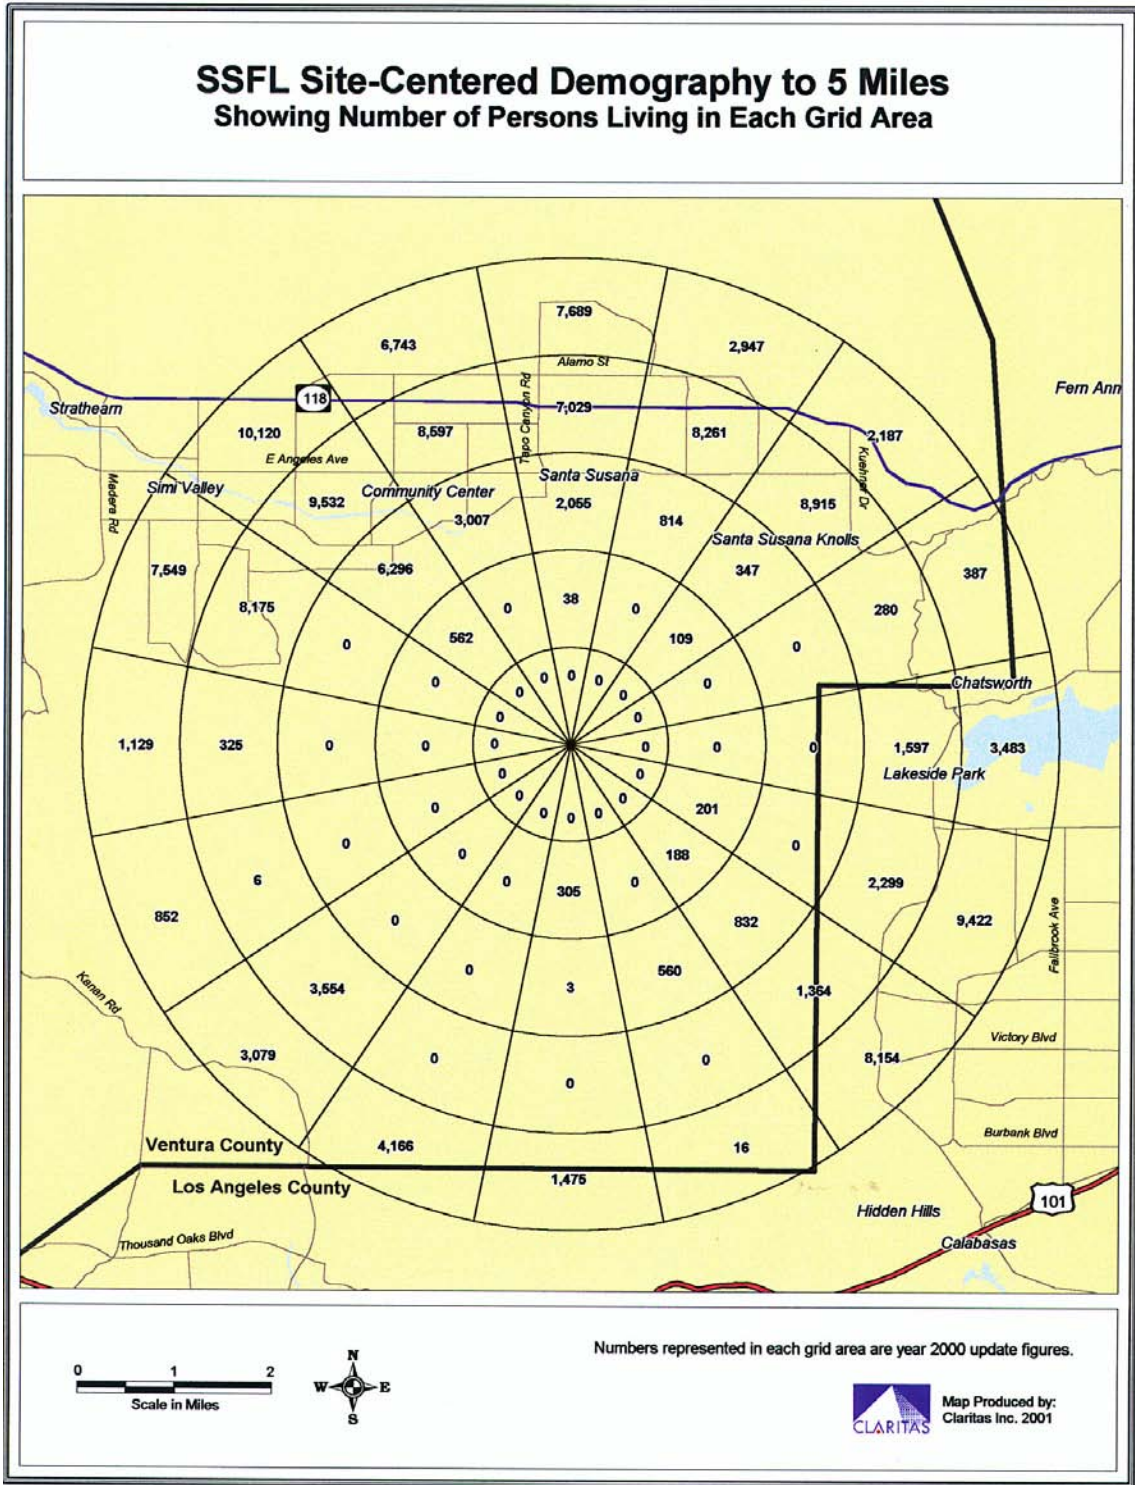 SSFL Site-Centered Demography to 5 Miles
Showing Number of Persons Living in Each Grid Area
7,689
6,743
2,947
Alamo St
Fern Ann
118
Tapo Canyon Rd
7,029
Strathearn
10,120
8,597
8,261
2,187
E Angeles Ave
Kuehner Dr
Santa Susana
Madera Rd
Simi Valley
9,532
Community Center
2,055
8,915
3,007
814
Santa Susana Knolls
7,549
6,296
347
387
8,175
0
38
0
280
562
109
0
0
0
0
0
0
0
0
0
0
0
Chatsworth
0
0
1,129
325
0
0
0
0
0
0
1,597
3,483
Lakeside Park
0
0
0
0
0
201
0
0
0
0
0
188
0
6
0
0
305
0
2,299
852
0
832
9,422
Fallbrook Ave
0
560
Kanan Rd
3,554
3
1,364
Victory Blvd
3,079
0
0
8,154
0
Burbank Blvd
Ventura County
4,166
16
Los Angeles County
1,475
101
Hidden Hills
Thousand Oaks Blvd
Calabasas
0 1 2
Scale in Miles
N
W E
S
Numbers represented in each grid area are year 2000 update figures.
CLARITAS
Map Produced by:
Claritas Inc. 2001